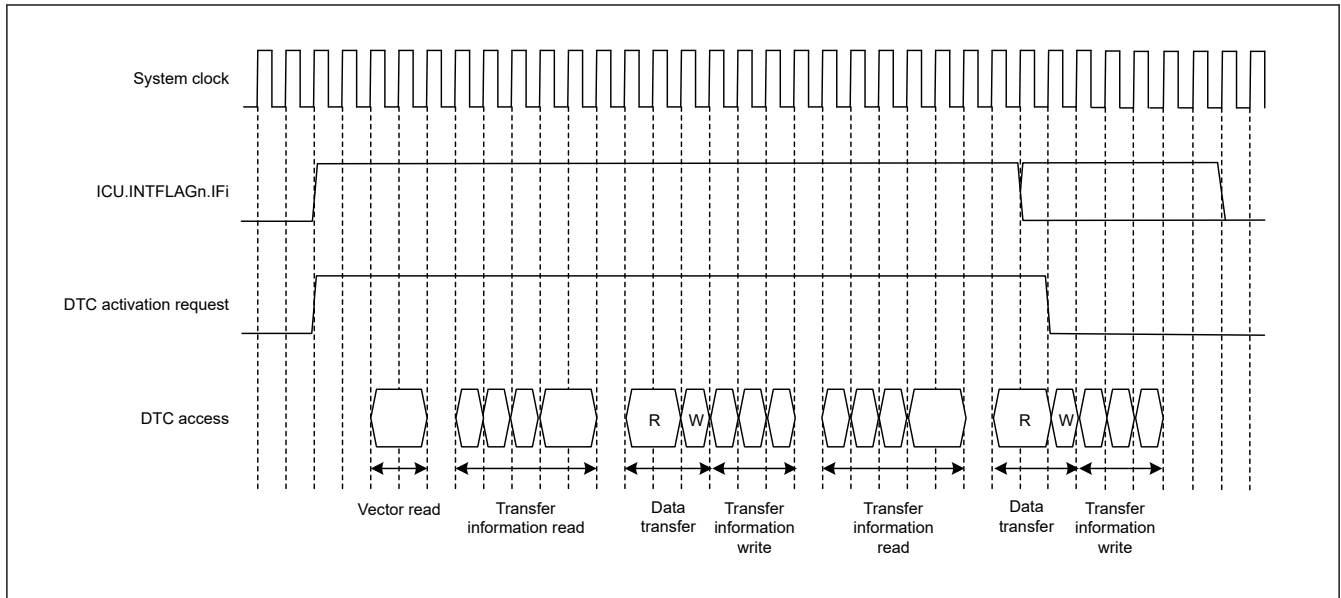 System clock
ICU.INTFLAGn.IFi
DTC activation request
DTC access
R
W
R
W
Vector read
Transfer
information read
Data
transfer
Transfer
information
write
Transfer
information
read
Data
transfer
Transfer
information
write